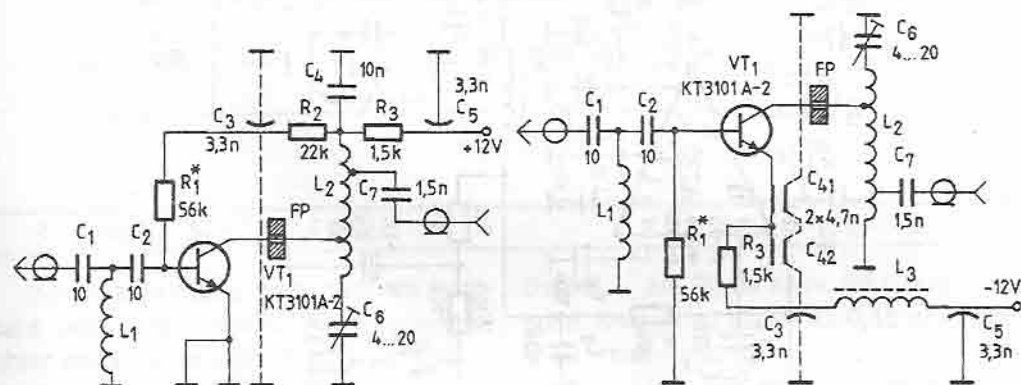 C4
10n
3,3n
C3
3,3n
R2
22k
R3
1,5k
C5
+12V
R1*
56k
L2
C7
1,5n
FP
C1
10
C2
10
VT1
KT3101A-2
L1
C6
4...20
C6
4...20
VT1
KT3101 A-2
FP
C1
10
C2
10
L2
C7
1,5n
L1
C41
2×4,7n
C42
R1*
56k
R3
1,5k
L3
-12V
C3
3,3n
C5
3,3n